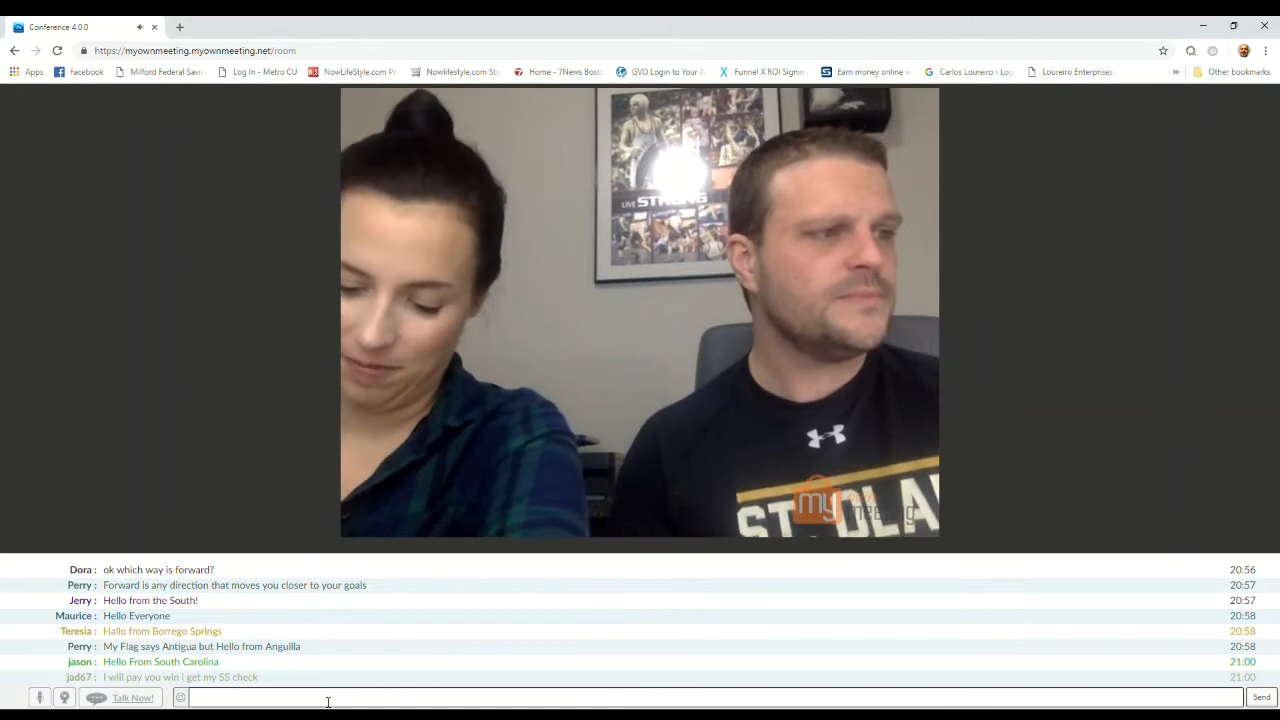 Conference 4.0.0
https://myownmeeting.myownmeeting.net/room
Apps Facebook Milford Federal Savi Log In - Metro CU NowLifeStyle.com Pr Nowlifestyle.com Sto Home - 7News Bosto GVO Login to Your A Funnel X ROI Signin Earn money online w Carlos Loureiro › Log Loureiro Enterprises » Other bookmarks
LIVE STRONG
ST. OLA
my
meeting
Dora : ok which way is forward? 20:56
Perry : Forward is any direction that moves you closer to your goals 20:57
Jerry : Hello from the South! 20:57
Maurice : Hello Everyone 20:58
Teresia : Hallo from Borrego Springs 20:58
Perry : My Flag says Antigua but Hello from Anguilla 20:58
jason : Hello From South Carolina 21:00
jad67 : I will pay you win i get my SS check 21:00
Talk Now! Send